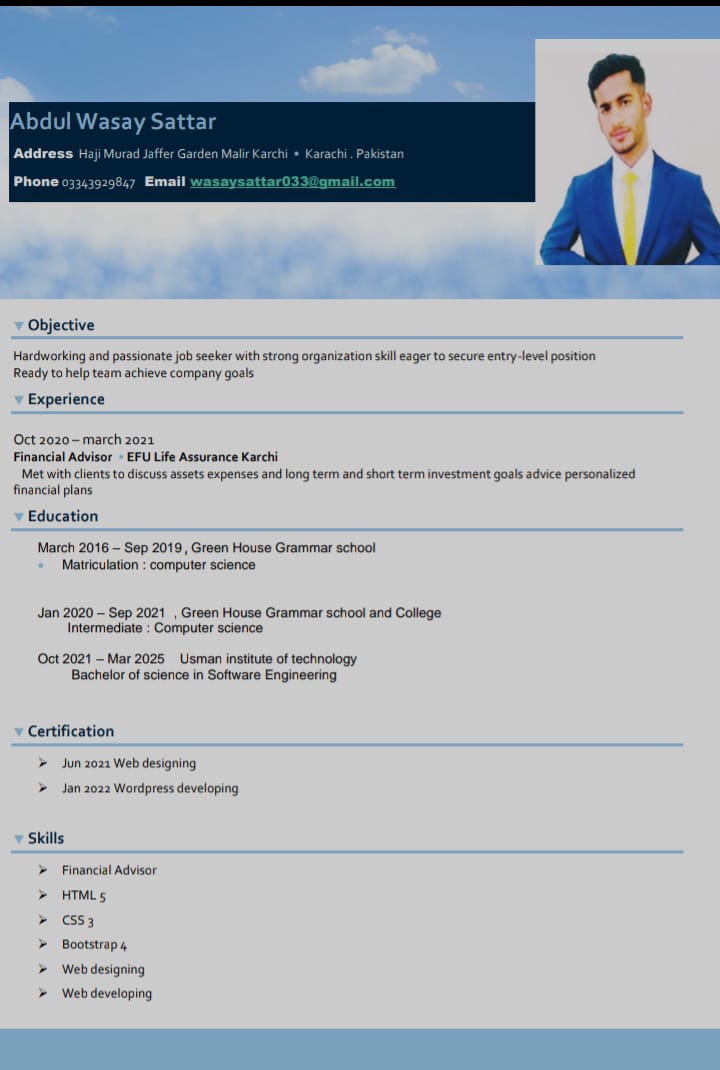 Abdul Wasay Sattar
Address Haji Murad Jaffer Garden Malir Karchi • Karachi . Pakistan
Phone 03343929847 Email wasaysattar033@gmail.com
Objective
Hardworking and passionate job seeker with strong organization skill eager to secure entry-level position
Ready to help team achieve company goals
Experience
Oct 2020 – march 2021
Financial Advisor • EFU Life Assurance Karchi
Met with clients to discuss assets expenses and long term and short term investment goals advice personalized
financial plans
Education
March 2016 – Sep 2019 , Green House Grammar school
• Matriculation : computer science
Jan 2020 – Sep 2021 , Green House Grammar school and College
Intermediate : Computer science
Oct 2021 – Mar 2025 Usman institute of technology
Bachelor of science in Software Engineering
Certification
➢ Jun 2021 Web designing
➢ Jan 2022 Wordpress developing
Skills
➢ Financial Advisor
➢ HTML 5
➢ CSS 3
➢ Bootstrap 4
➢ Web designing
➢ Web developing